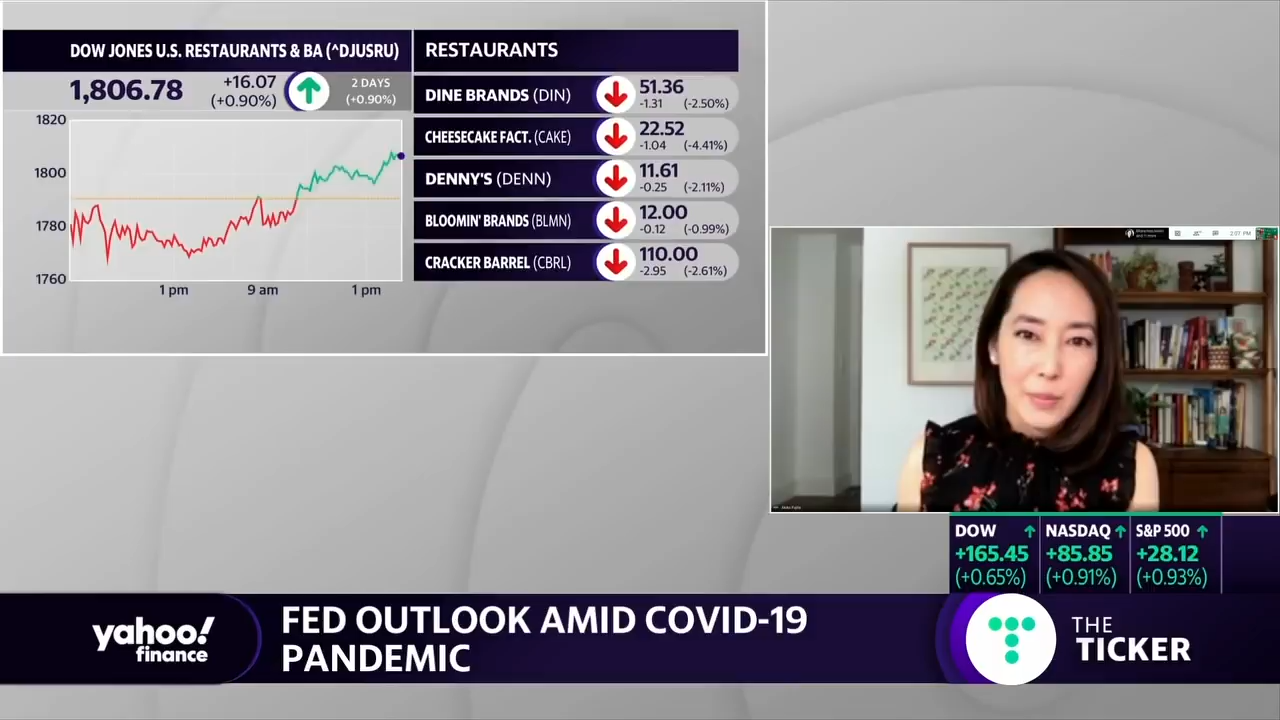 DOW JONES U.S. RESTAURANTS & BA (^DJUSRU)
1,806.78
+16.07
(+0.90%)
2 DAYS
(+0.90%)
1820
1800
1780
1760
1 pm
9 am
1 pm
RESTAURANTS
DINE BRANDS (DIN)
51.36
-1.31 (-2.50%)
CHEESECAKE FACT. (CAKE)
22.52
-1.04 (-4.41%)
DENNY'S (DENN)
11.61
-0.25 (-2.11%)
BLOOMIN' BRANDS (BLMN)
12.00
-0.12 (-0.99%)
CRACKER BARREL (CBRL)
110.00
-2.95 (-2.61%)
2:07 PM
DOW
+165.45
(+0.65%)
NASDAQ
+85.85
(+0.91%)
S&P 500
+28.12
(+0.93%)
yahoo!
finance
FED OUTLOOK AMID COVID-19
PANDEMIC
THE
TICKER